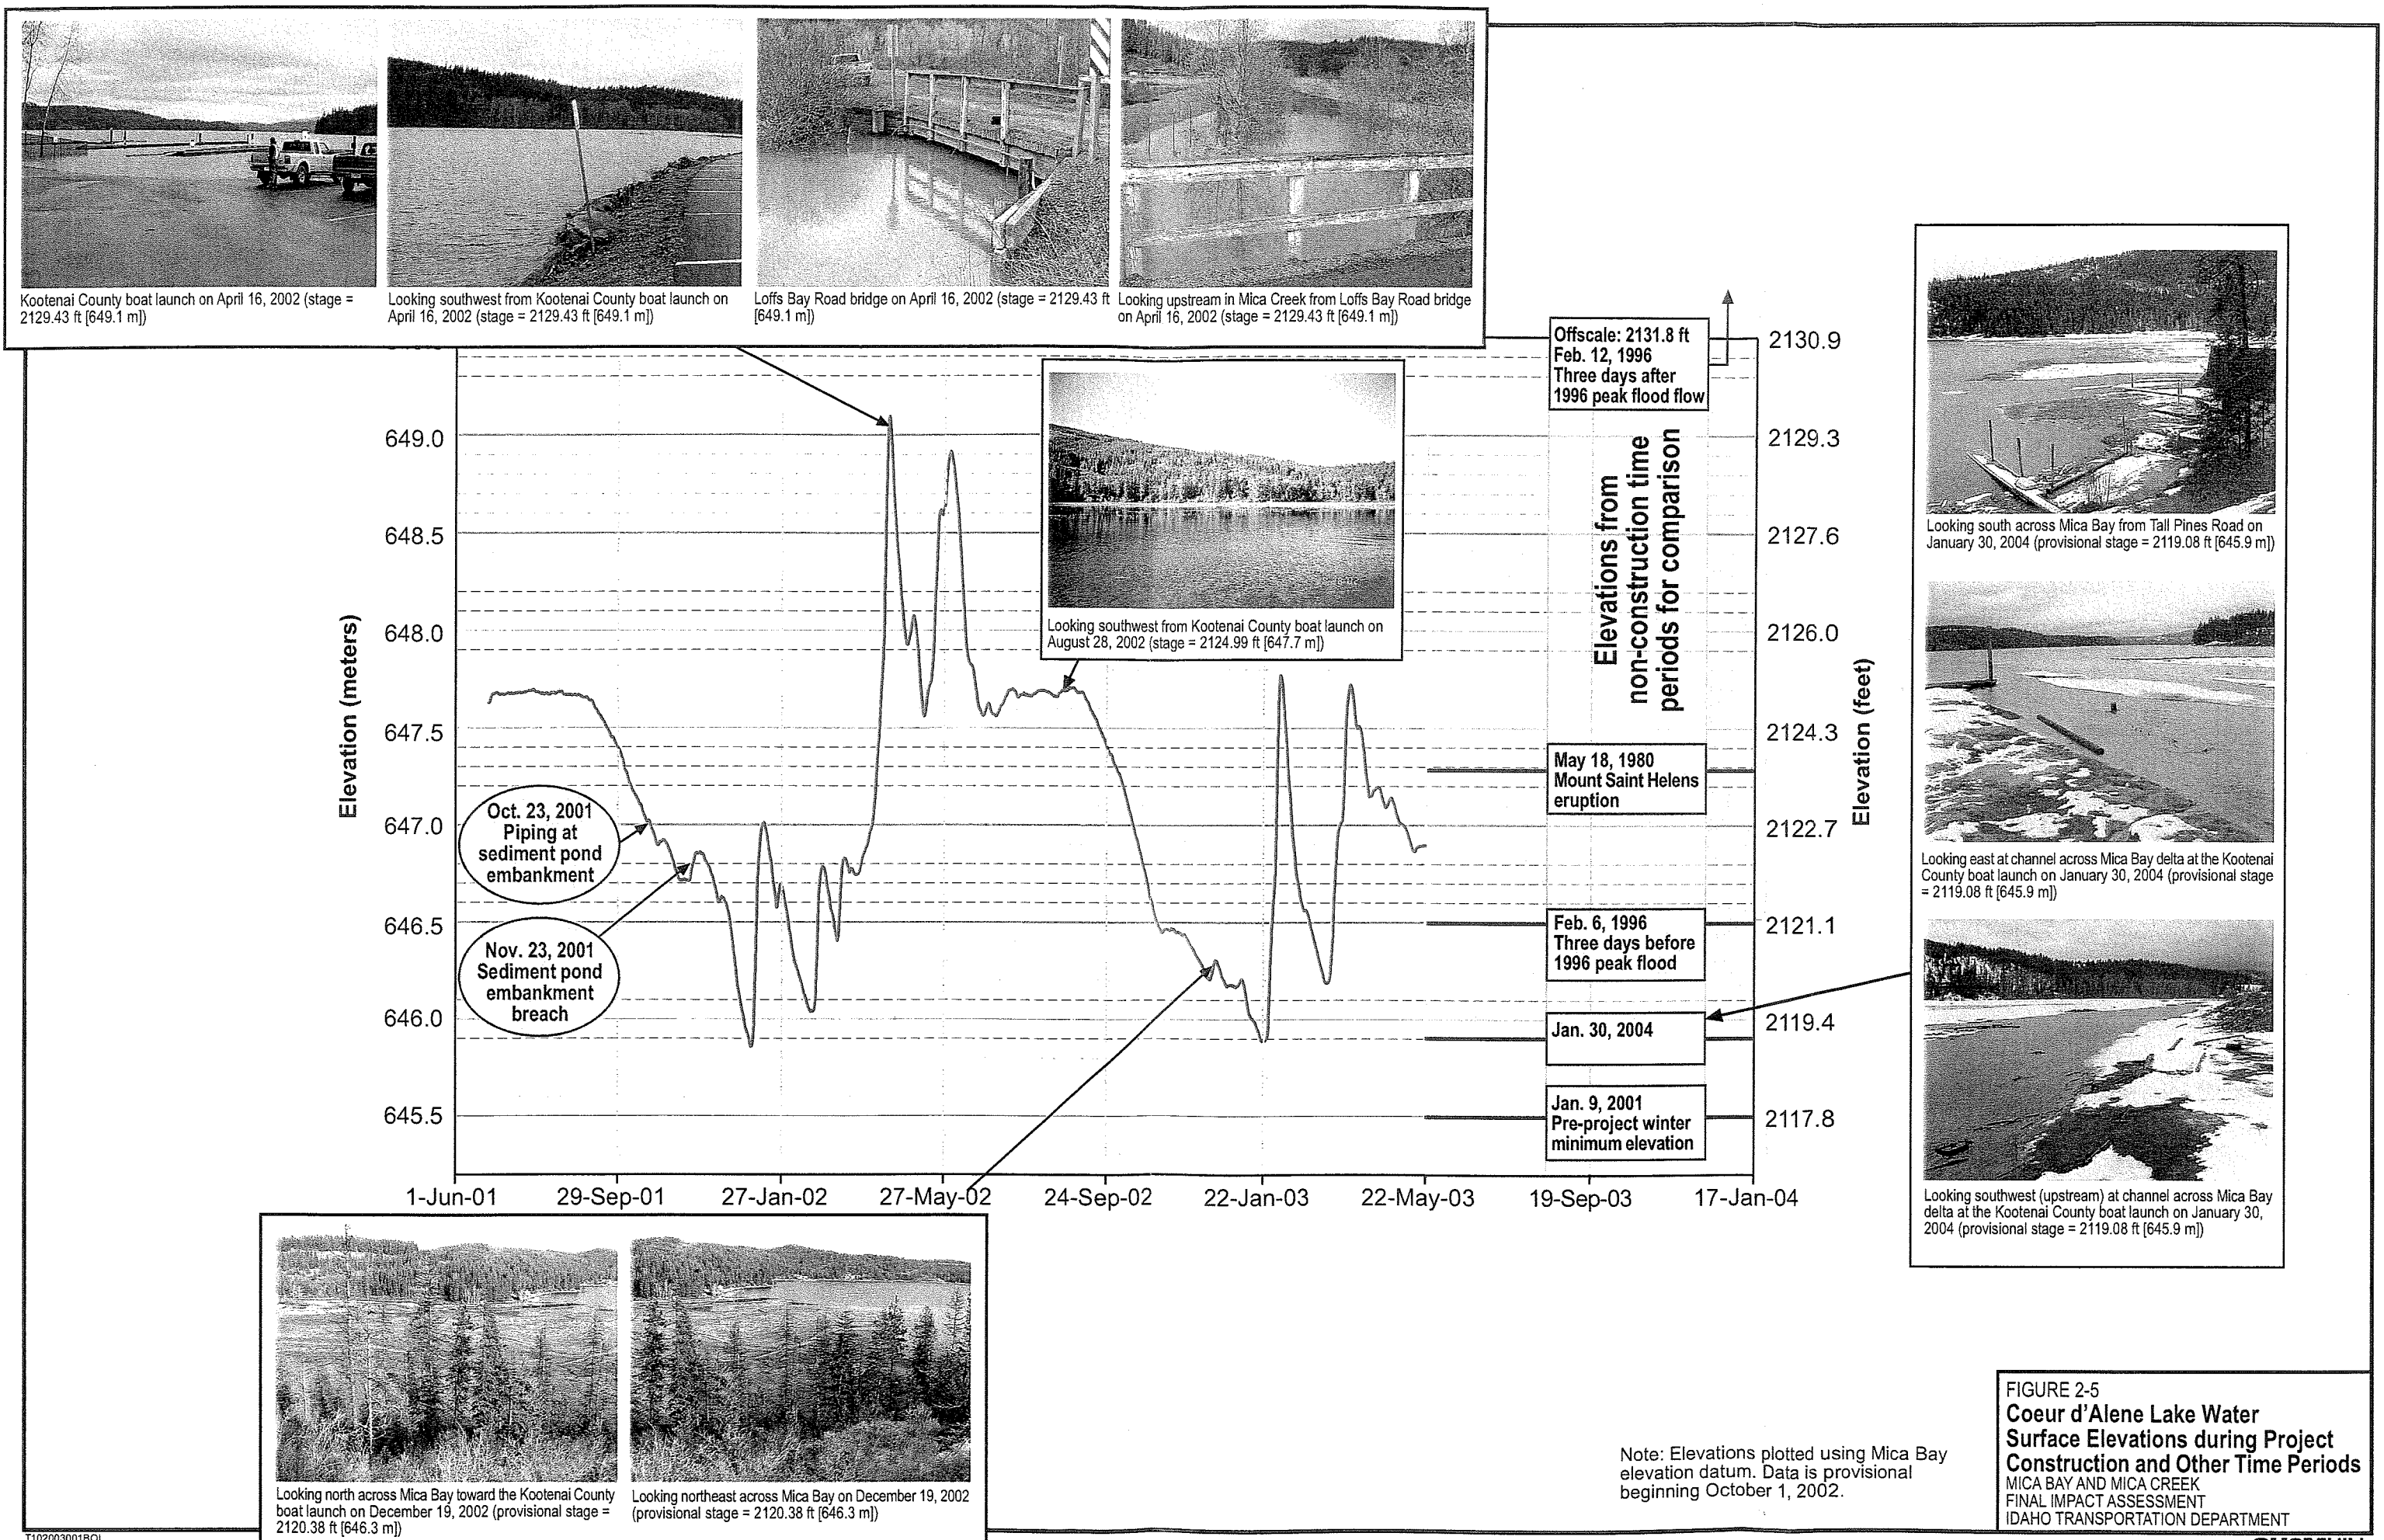 Kootenai County boat launch on April 16, 2002 (stage =
2129.43 ft [649.1 m])
Looking southwest from Kootenai County boat launch on
April 16, 2002 (stage = 2129.43 ft [649.1 m])
Loffs Bay Road bridge on April 16, 2002 (stage = 2129.43 ft
[649.1 m])
Looking upstream in Mica Creek from Loffs Bay Road bridge
on April 16, 2002 (stage = 2129.43 ft [649.1 m])
Offscale: 2131.8 ft
Feb. 12, 1996
Three days after
1996 peak flood flow
Elevations from
non-construction time
periods for comparison
May 18, 1980
Mount Saint Helens
eruption
Feb. 6, 1996
Three days before
1996 peak flood
Jan. 30, 2004
Jan. 9, 2001
Pre-project winter
minimum elevation
Looking southwest from Kootenai County boat launch on
August 28, 2002 (stage = 2124.99 ft [647.7 m])
Oct. 23, 2001
Piping at
sediment pond
embankment
Nov. 23, 2001
Sediment pond
embankment
breach
Elevation (meters)
649.0
648.5
648.0
647.5
647.0
646.5
646.0
645.5
1-Jun-01
29-Sep-01
27-Jan-02
27-May-02
24-Sep-02
22-Jan-03
22-May-03
19-Sep-03
17-Jan-04
2130.9
2129.3
2127.6
2126.0
2124.3
2122.7
2121.1
2119.4
2117.8
Elevation (feet)
Looking south across Mica Bay from Tall Pines Road on
January 30, 2004 (provisional stage = 2119.08 ft [645.9 m])
Looking east at channel across Mica Bay delta at the Kootenai
County boat launch on January 30, 2004 (provisional stage
= 2119.08 ft [645.9 m])
Looking southwest (upstream) at channel across Mica Bay
delta at the Kootenai County boat launch on January 30,
2004 (provisional stage = 2119.08 ft [645.9 m])
Looking north across Mica Bay toward the Kootenai County
boat launch on December 19, 2002 (provisional stage =
2120.38 ft [646.3 m])
Looking northeast across Mica Bay on December 19, 2002
(provisional stage = 2120.38 ft [646.3 m])
Note: Elevations plotted using Mica Bay
elevation datum. Data is provisional
beginning October 1, 2002.
FIGURE 2-5
Coeur d'Alene Lake Water
Surface Elevations during Project
Construction and Other Time Periods
MICA BAY AND MICA CREEK
FINAL IMPACT ASSESSMENT
IDAHO TRANSPORTATION DEPARTMENT